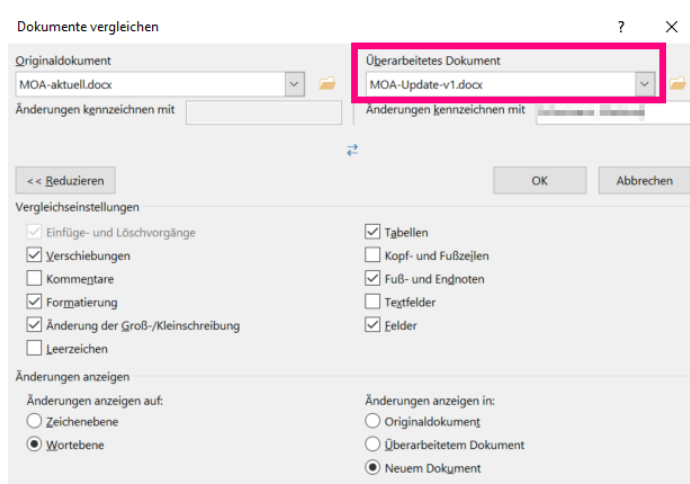 Dokumente vergleichen ? ×
Originaldokument Überarbeitetes Dokument
MOA-aktuell.docx MOA-Update-v1.docx
Änderungen kennzeichnen mit Änderungen kennzeichnen mit
<< Reduzieren OK Abbrechen
Vergleichseinstellungen
Einfüge- und Löschvorgänge Tabellen
Verschiebungen Kopf- und Fußzeilen
Kommentare Fuß- und Endnoten
Formatierung Textfelder
Änderung der Groß-/Kleinschreibung Felder
Leerzeichen
Änderungen anzeigen
Änderungen anzeigen auf: Änderungen anzeigen in:
Zeichenebene Originaldokument
Wortebene Überarbeitetem Dokument
Neuem Dokument